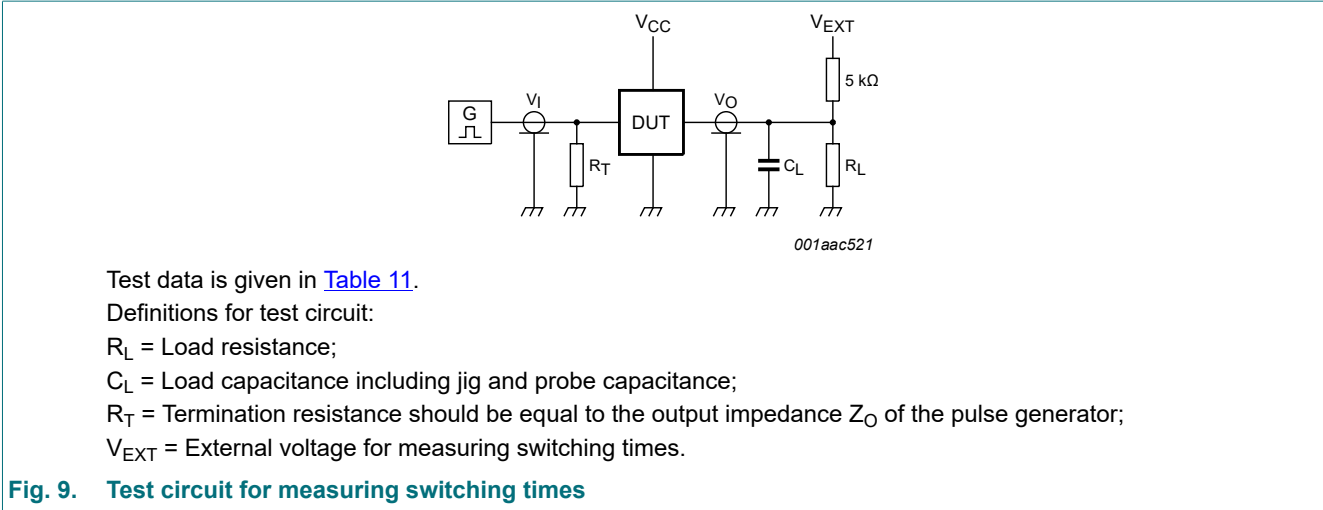 VCC
VEXT
5 kΩ
G
VI
DUT
VO
RT
CL
RL
001aac521
Test data is given in Table 11.
Definitions for test circuit:
RL = Load resistance;
CL = Load capacitance including jig and probe capacitance;
RT = Termination resistance should be equal to the output impedance ZO of the pulse generator;
VEXT = External voltage for measuring switching times.
Fig. 9. Test circuit for measuring switching times